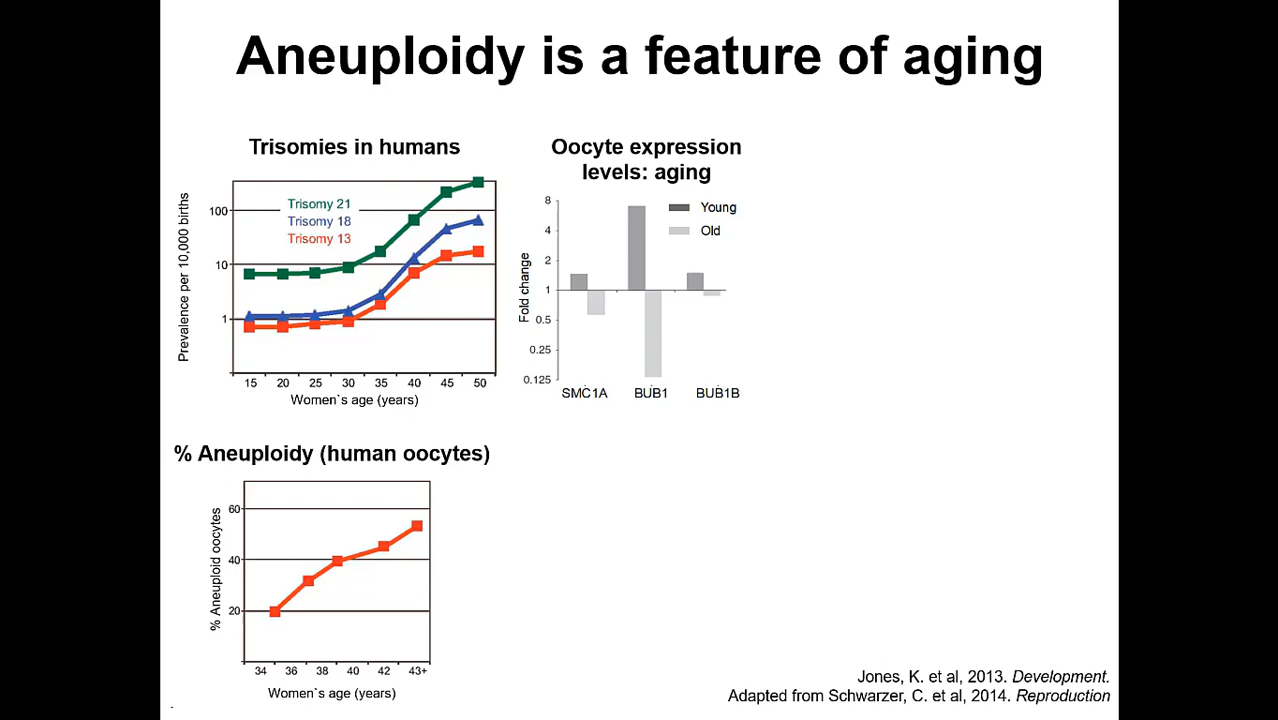 Aneuploidy is a feature of aging
Trisomies in humans
Prevalence per 10,000 births
100
10
1
Trisomy 21
Trisomy 18
Trisomy 13
15 20 25 30 35 40 45 50
Women`s age (years)
Oocyte expression
levels: aging
Fold change
8
4
2
1
0.5
0.25
0.125
Young
Old
SMC1A BUB1 BUB1B
% Aneuploidy (human oocytes)
% Aneuploid oocytes
60
40
20
34 36 38 40 42 43+
Women`s age (years)
Jones, K. et al, 2013. Development.
Adapted from Schwarzer, C. et al, 2014. Reproduction